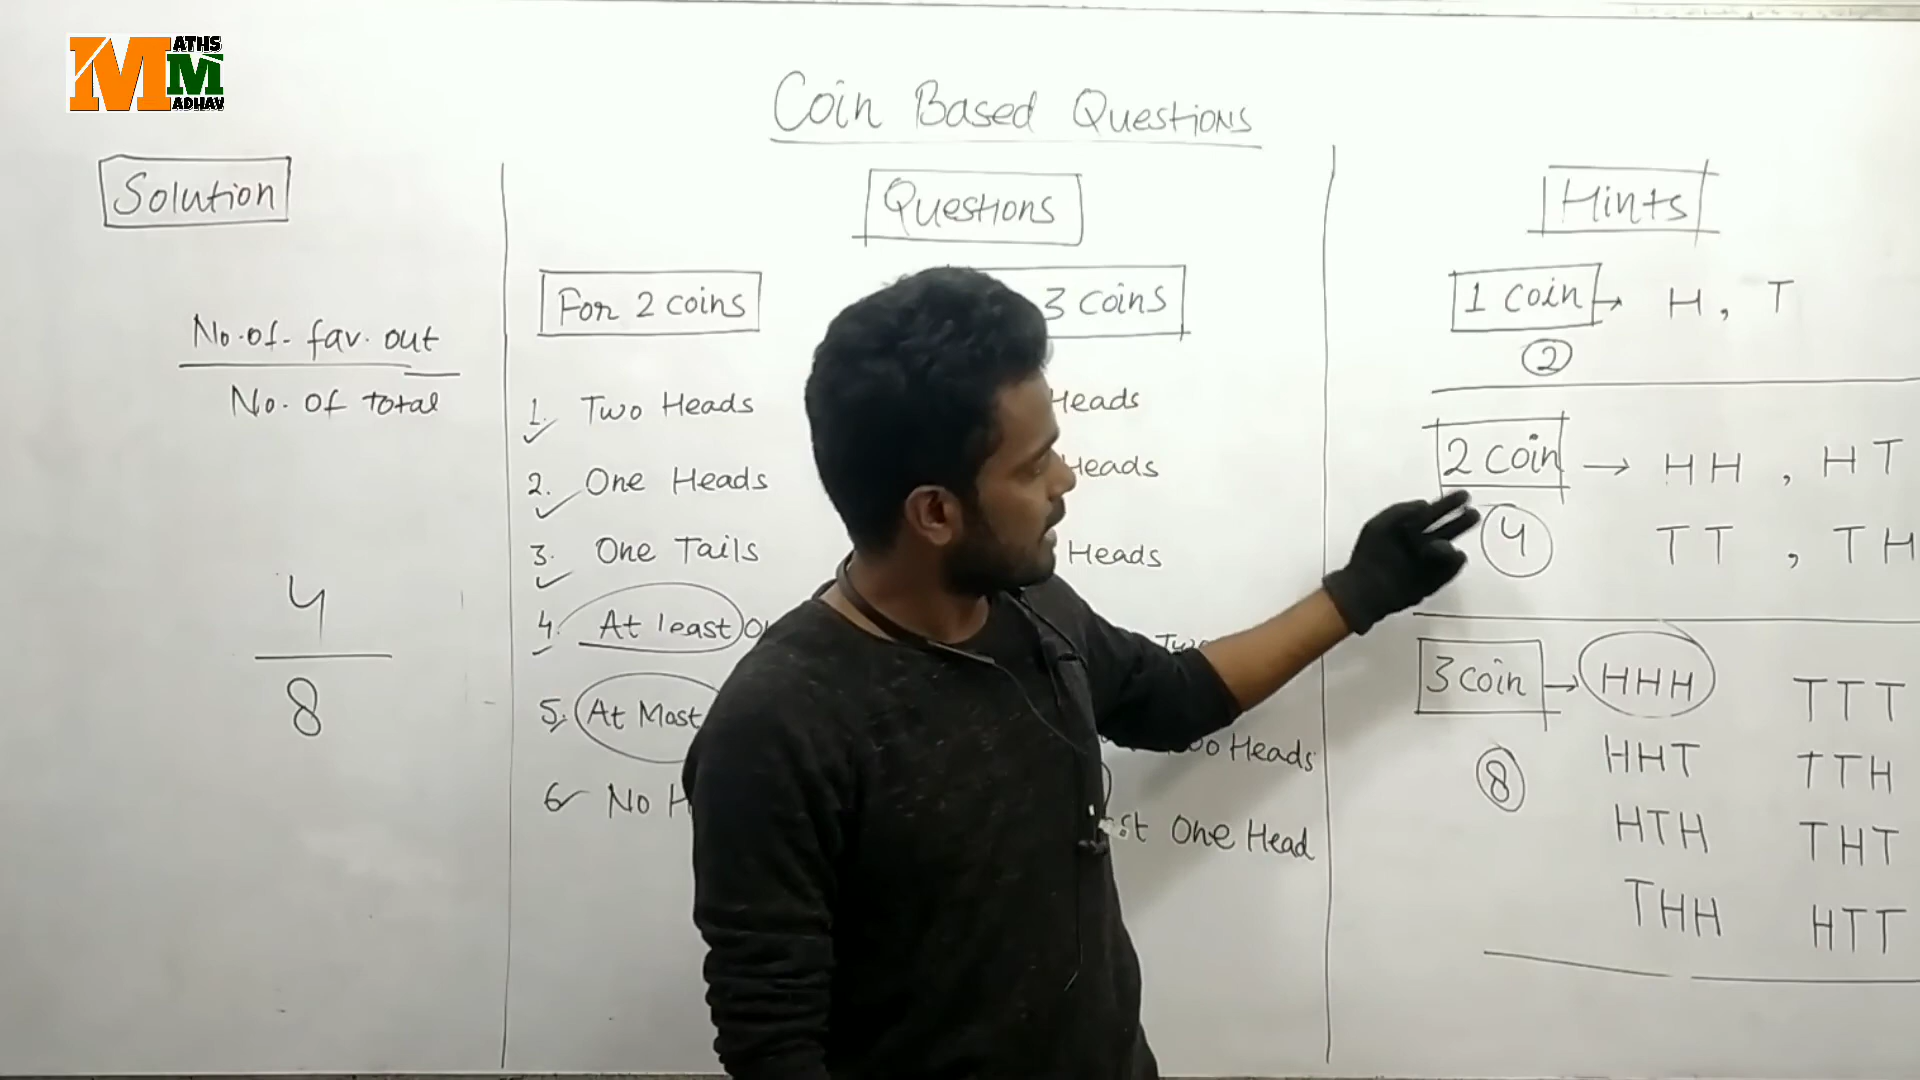 MATHS
MADHAV
Coin Based Questions
Solution
No. of. fav. out
No. of total
4
8
Questions
For 2 coins
1. Two Heads
2. One Heads
3. One Tails
4. At least
5. At Most
6 No H
3 coins
Heads
Heads
Heads
Two
Heads
One Head
Hints
1 coin → H, T
2
2 coin → HH , HT
4
TT , TH
3 coin → HHH TTT
HHT TTH
8
HTH THT
THH HTT